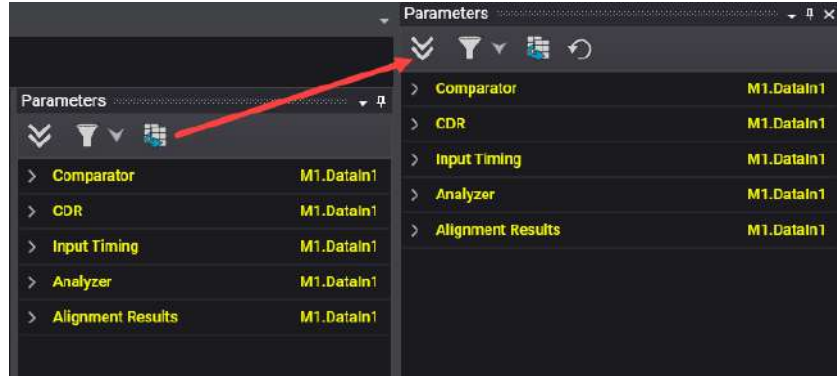 Parameters
Comparator M1.DataIn1
CDR M1.DataIn1
Input Timing M1.DataIn1
Analyzer M1.DataIn1
Alignment Results M1.DataIn1
Parameters
Comparator M1.DataIn1
CDR M1.DataIn1
Input Timing M1.DataIn1
Analyzer M1.DataIn1
Alignment Results M1.DataIn1